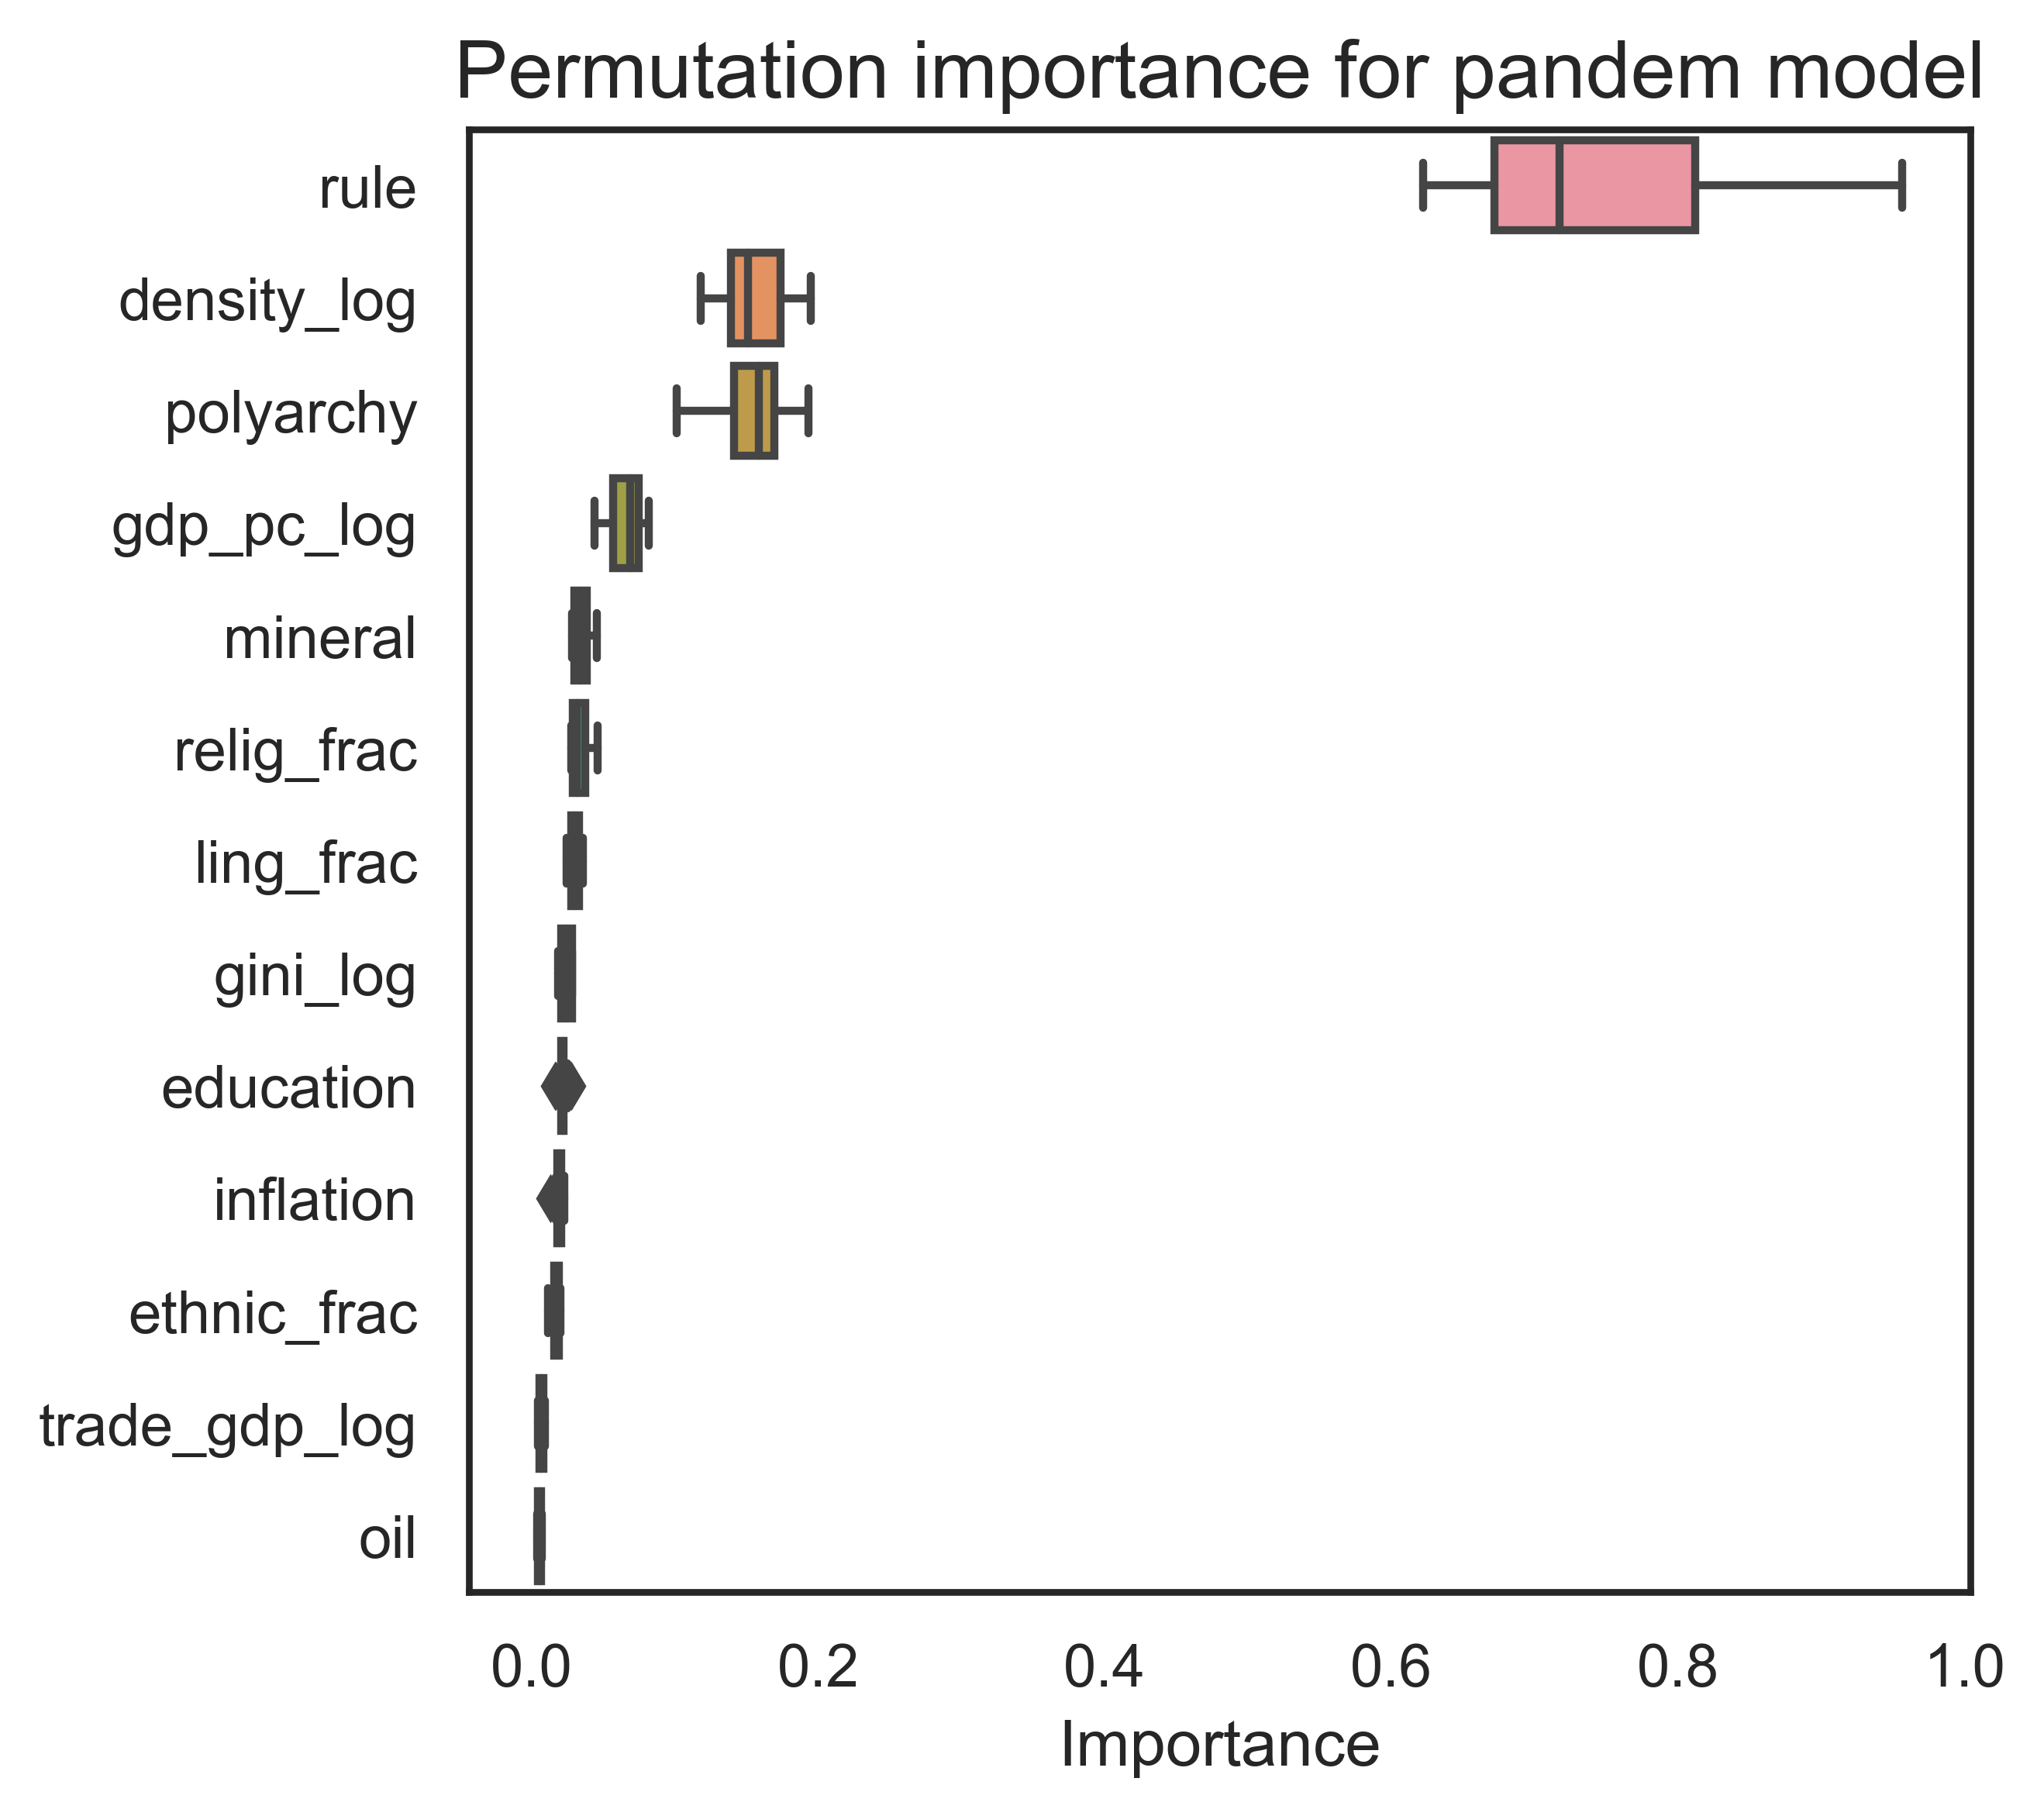 Permutation importance for pandem model
rule
density_log
polyarchy
gdp_pc_log
mineral
relig_frac
ling_frac
gini_log
education
inflation
ethnic_frac
trade_gdp_log
oil
0.0 0.2 0.4 0.6 0.8 1.0
Importance